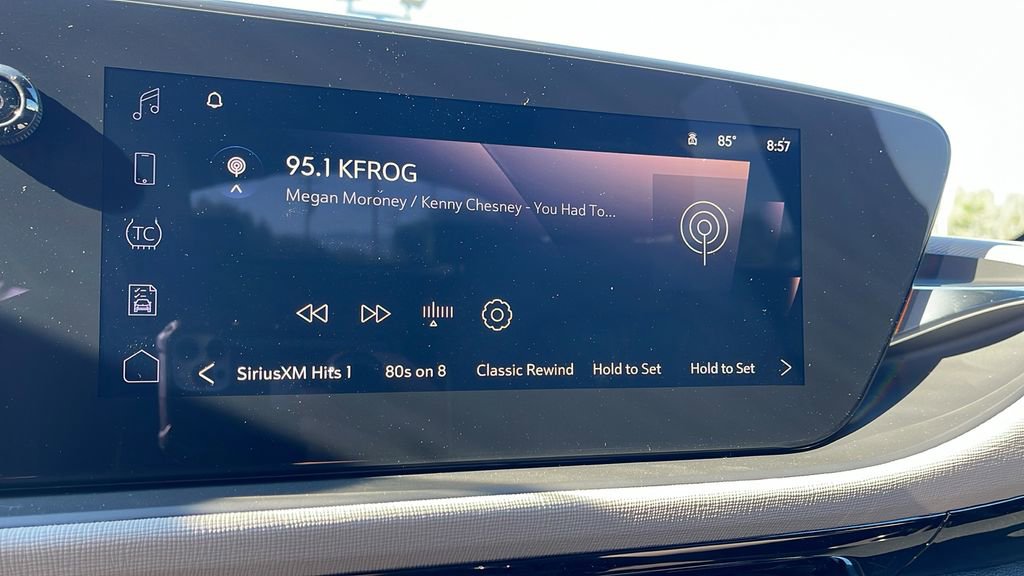 85° 8:57
95.1 KFROG
Megan Moroney / Kenny Chesney - You Had To...
TC
SiriusXM Hits 1 80s on 8 Classic Rewind Hold to Set Hold to Set